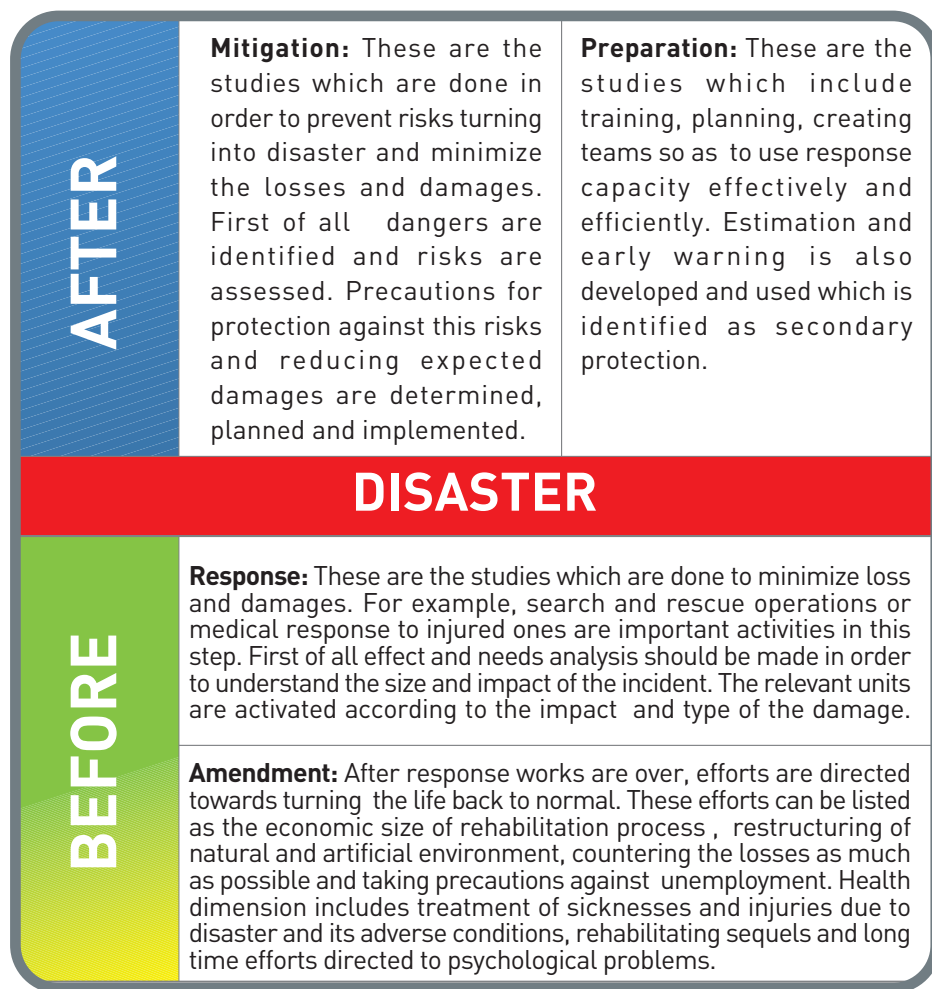 AFTER
Mitigation: These are the
studies which are done in
order to prevent risks turning
into disaster and minimize
the losses and damages.
First of all dangers are
identified and risks are
assessed. Precautions for
protection against this risks
and reducing expected
damages are determined,
planned and implemented.
Preparation: These are the
studies which include
training, planning, creating
teams so as to use response
capacity effectively and
efficiently. Estimation and
early warning is also
developed and used which is
identified as secondary
protection.
DISASTER
BEFORE
Response: These are the studies which are done to minimize loss
and damages. For example, search and rescue operations or
medical response to injured ones are important activities in this
step. First of all effect and needs analysis should be made in order
to understand the size and impact of the incident. The relevant units
are activated according to the impact and type of the damage.
Amendment: After response works are over, efforts are directed
towards turning the life back to normal. These efforts can be listed
as the economic size of rehabilitation process , restructuring of
natural and artificial environment, countering the losses as much
as possible and taking precautions against unemployment. Health
dimension includes treatment of sicknesses and injuries due to
disaster and its adverse conditions, rehabilitating sequels and long
time efforts directed to psychological problems.